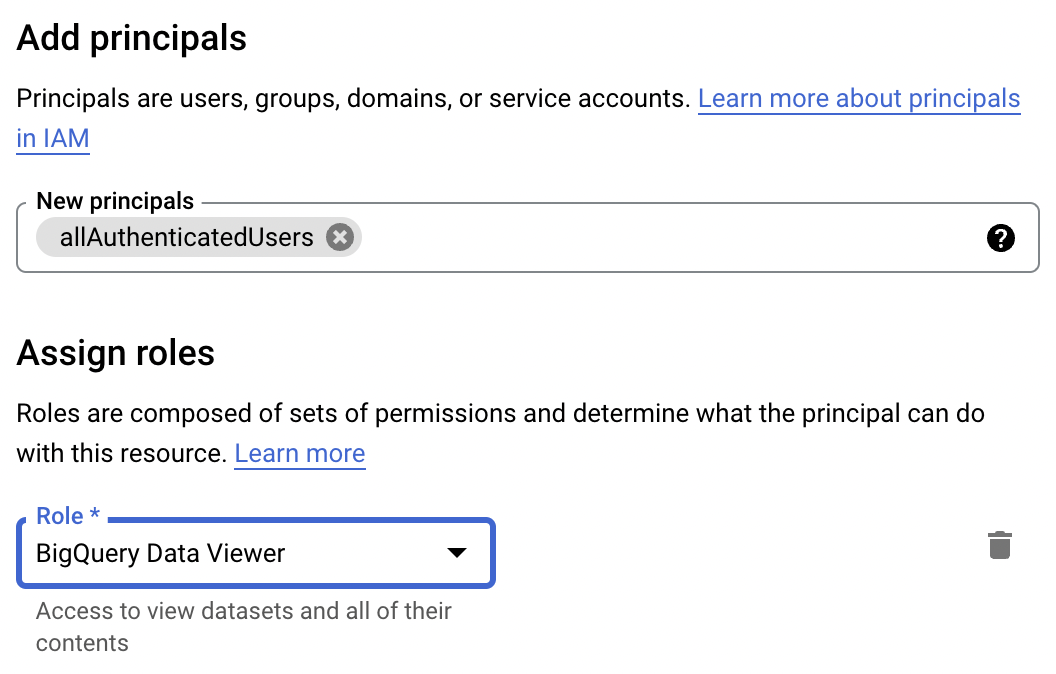 Add principals
Principals are users, groups, domains, or service accounts. Learn more about principals
in IAM
New principals
allAuthenticatedUsers
Assign roles
Roles are composed of sets of permissions and determine what the principal can do
with this resource. Learn more
Role *
BigQuery Data Viewer
Access to view datasets and all of their
contents